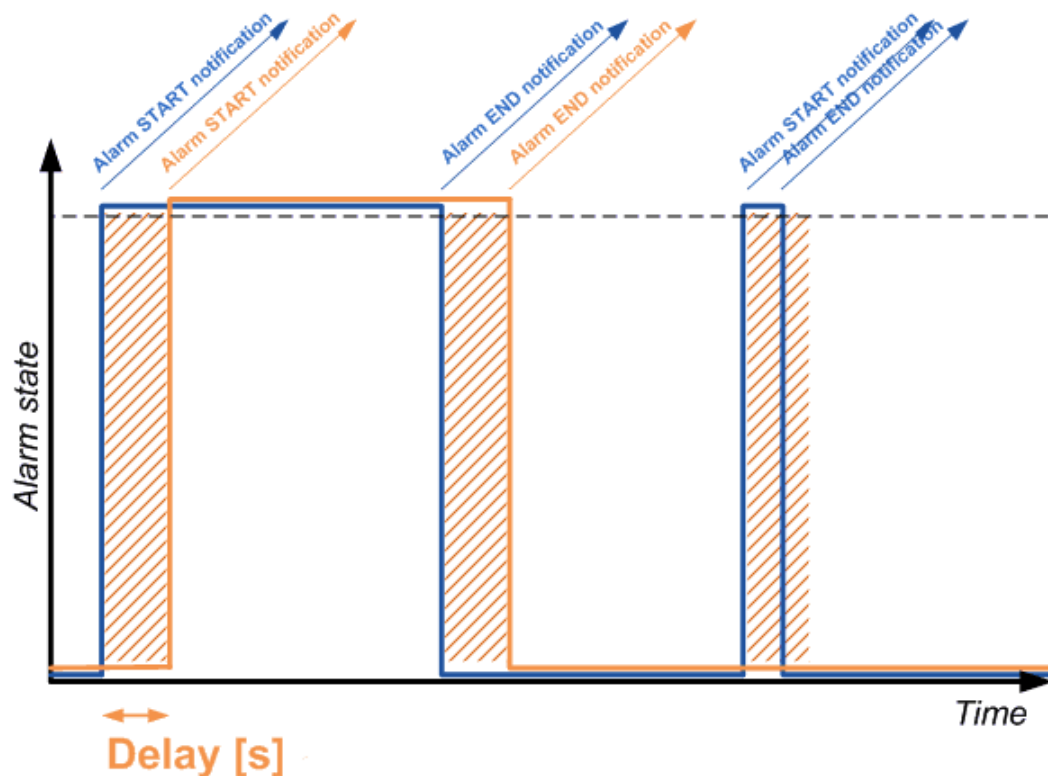 Alarm START notification
Alarm START notification
Alarm END notification
Alarm END notification
Alarm START notification
Alarm END notification
Alarm state
Time
Delay [s]